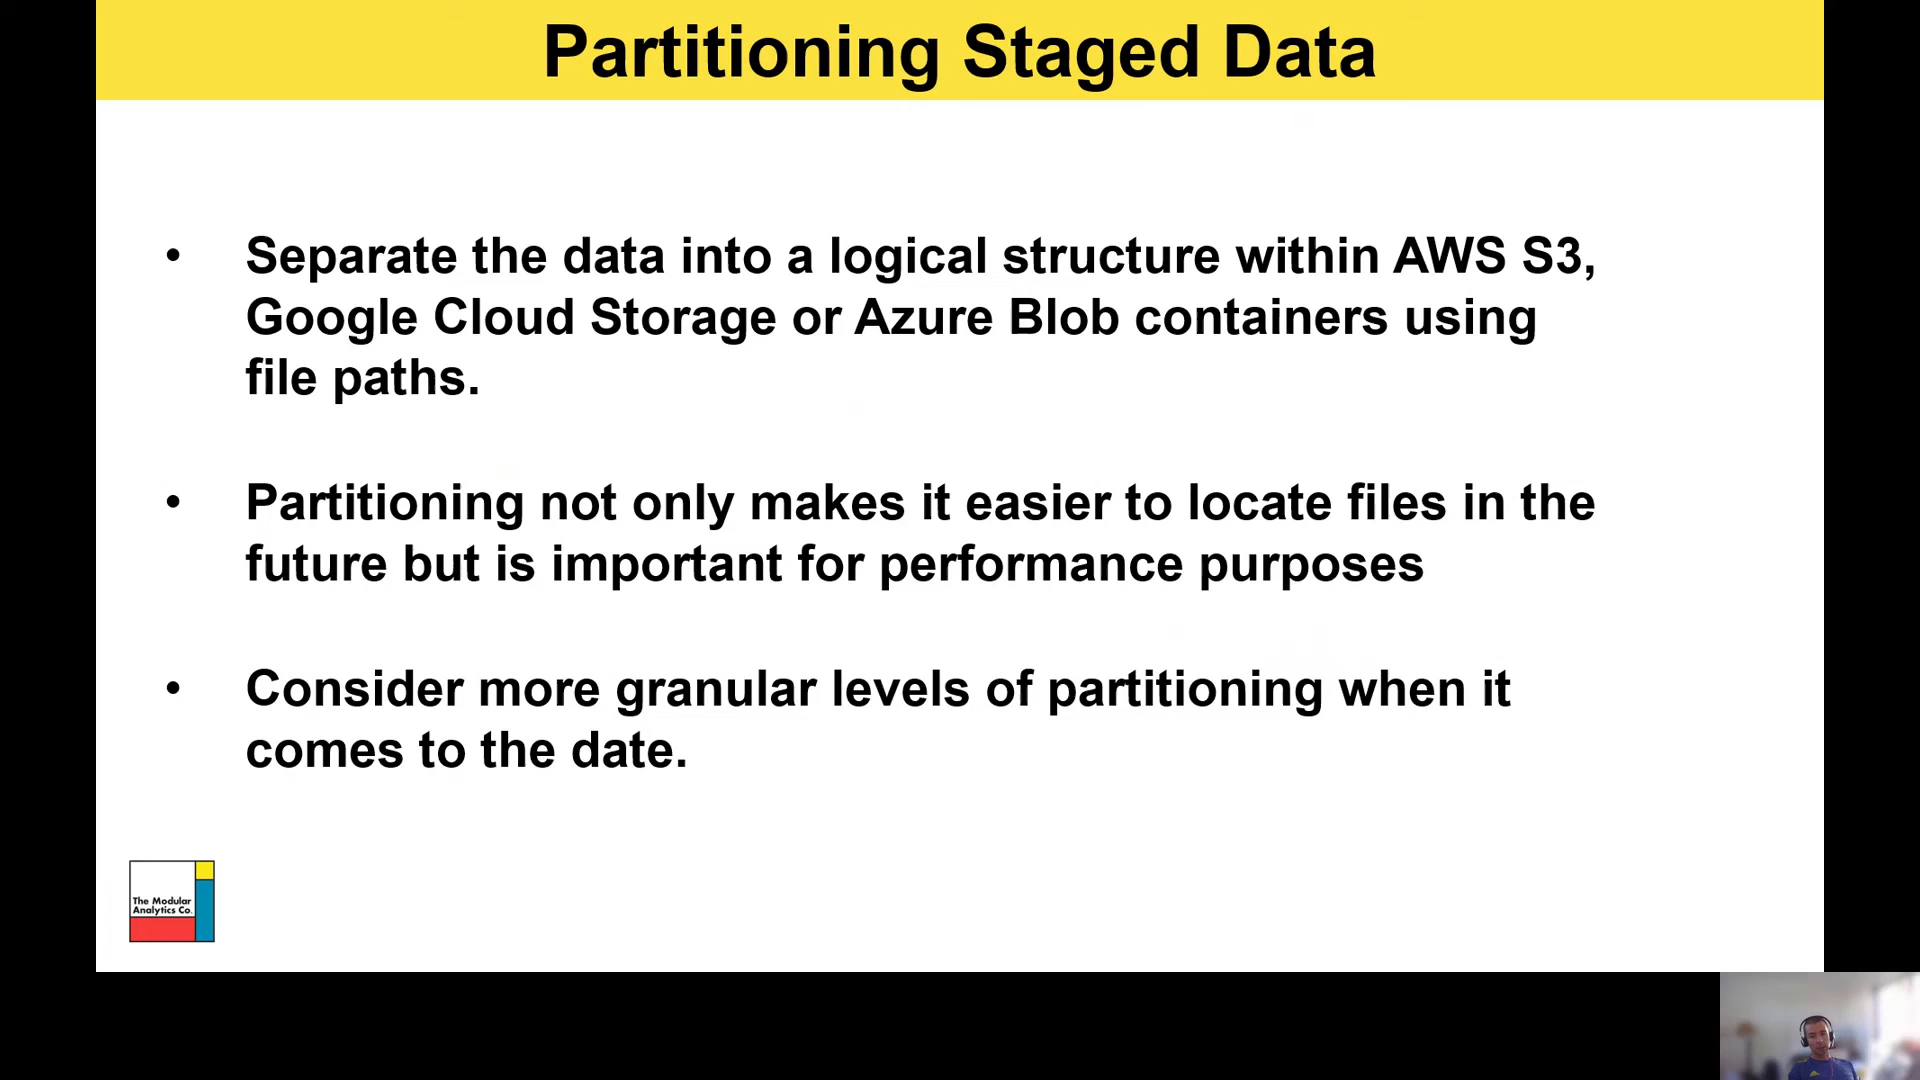 Partitioning Staged Data
• Separate the data into a logical structure within AWS S3,
Google Cloud Storage or Azure Blob containers using
file paths.
• Partitioning not only makes it easier to locate files in the
future but is important for performance purposes
• Consider more granular levels of partitioning when it
comes to the date.
The Modular
Analytics Co.